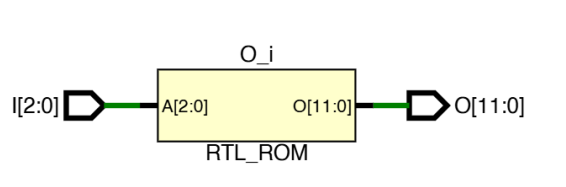 O_i
I[2:0]
A[2:0]
O[11:0]
O[11:0]
RTL_ROM